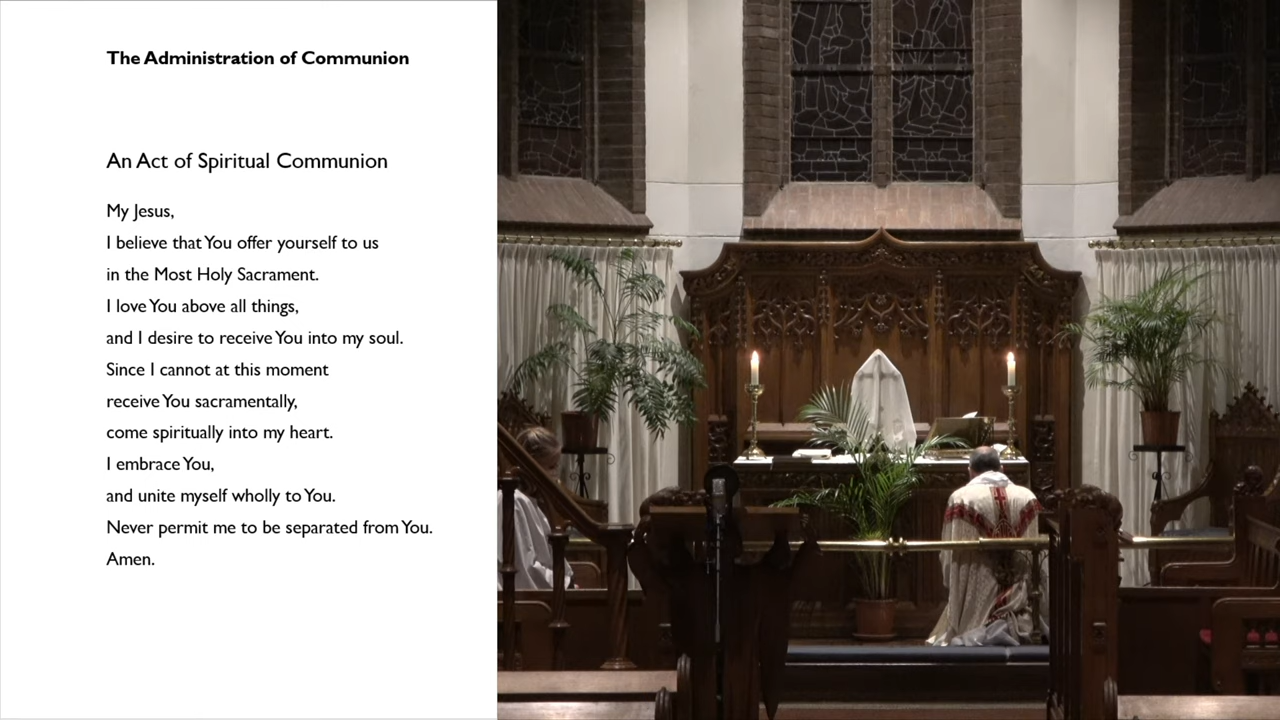 The Administration of Communion
An Act of Spiritual Communion
My Jesus,
I believe that You offer yourself to us
in the Most Holy Sacrament.
I love You above all things,
and I desire to receive You into my soul.
Since I cannot at this moment
receive You sacramentally,
come spiritually into my heart.
I embrace You,
and unite myself wholly to You.
Never permit me to be separated from You.
Amen.